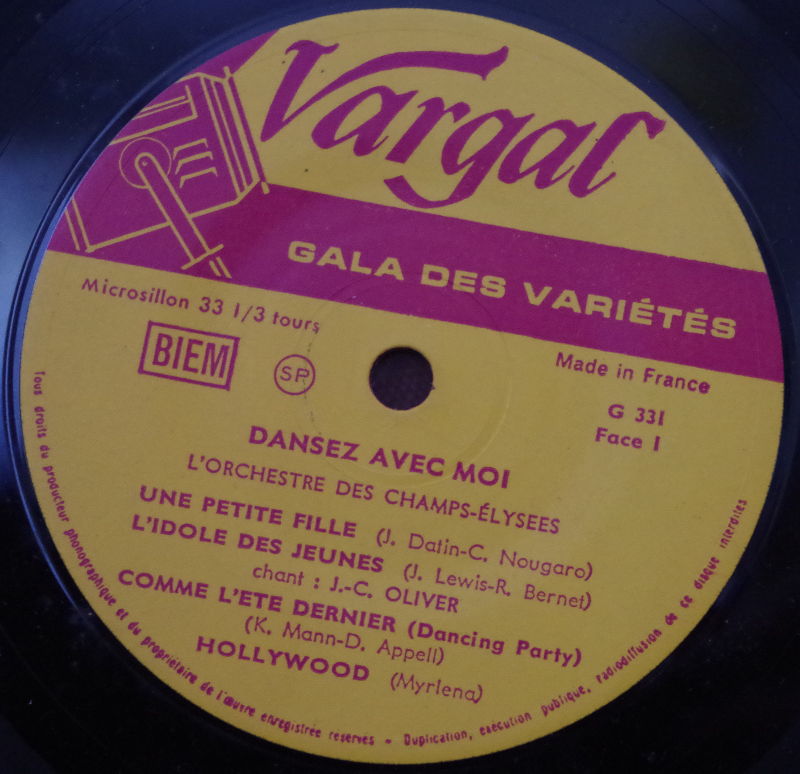 Vargal
GALA DES VARIÉTÉS
Microsillon 33 1/3 tours
BIEM
SP
Made in France
G 331
Face 1
DANSEZ AVEC MOI
L'ORCHESTRE DES CHAMPS-ÉLYSEES
UNE PETITE FILLE (J. Datin-C. Nougaro)
L'IDOLE DES JEUNES (J. Lewis-R. Bernet)
chant : J.-C. OLIVER
COMME L'ETE DERNIER (Dancing Party)
(K. Mann-D. Appell)
HOLLYWOOD (Myrlena)
Tous droits du producteur phonographique et du propriétaire de l'œuvre enregistrée réservés - Duplication, exécution publique, radiodiffusion de ce disque interdites